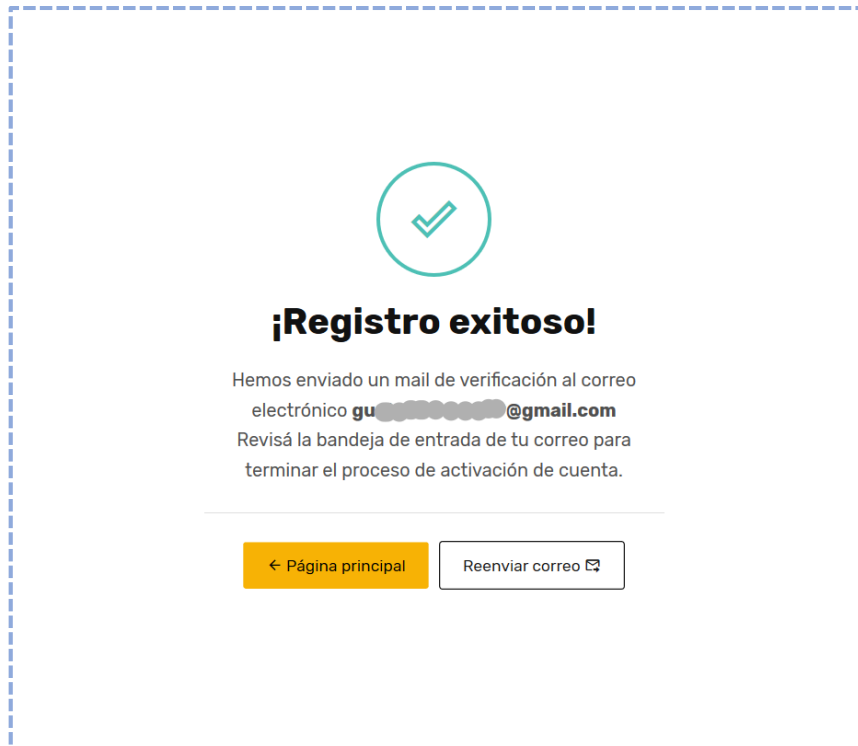 ¡Registro exitoso!
Hemos enviado un mail de verificación al correo
electrónico gu @gmail.com
Revisá la bandeja de entrada de tu correo para
terminar el proceso de activación de cuenta.
← Página principal
Reenviar correo